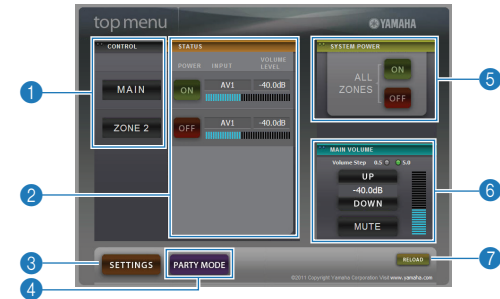 top menu
YAMAHA
CONTROL
MAIN
ZONE 2
STATUS
POWER INPUT VOLUME LEVEL
ON AV1 -40.0dB
OFF AV1 -40.0dB
SYSTEM POWER
ALL ZONES
ON
OFF
MAIN VOLUME
Volume Step 0.5 5.0
UP
-40.0dB
DOWN
MUTE
SETTINGS
PARTY MODE
RELOAD
©2011 Copyright Yamaha Corporation Visit www.yamaha.com
1
2
3
4
5
6
7